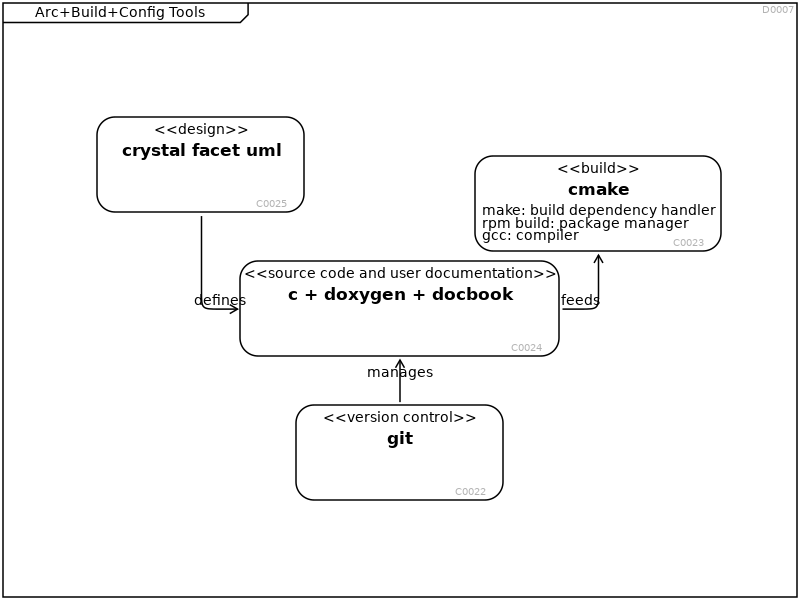 Arc+Build+Config Tools
D0007
<<design>>
crystal facet uml
C0025
<<build>>
cmake
make: build dependency handler
rpm build: package manager
gcc: compiler
C0023
<<source code and user documentation>>
c + doxygen + docbook
C0024
defines
feeds
manages
<<version control>>
git
C0022